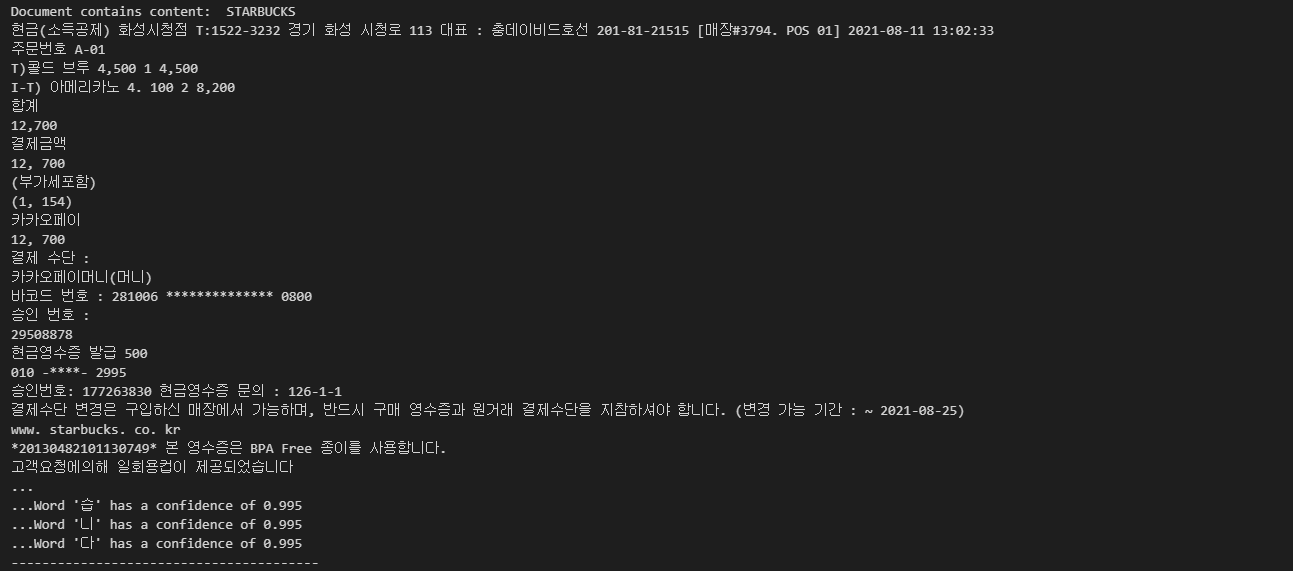 Document contains content:  STARBUCKS
현금(소득공제) 화성시청점 T:1522-3232 경기 화성 시청로 113 대표 : 총데이비드호선 201-81-21515 [매장#3794. POS 01] 2021-08-11 13:02:33
주문번호 A-01
T)콜드 브루 4,500 1 4,500
I-T) 아메리카노 4. 100 2 8,200
합계
12,700
결제금액
12, 700
(부가세포함)
(1, 154)
카카오페이
12, 700
결제 수단 :
카카오페이머니(머니)
바코드 번호 : 281006 ************** 0800
승인 번호 :
29508878
현금영수증 발급 500
010 -****- 2995
승인번호: 177263830 현금영수증 문의 : 126-1-1
결제수단 변경은 구입하신 매장에서 가능하며, 반드시 구매 영수증과 원거래 결제수단을 지참하셔야 합니다. (변경 가능 기간 : ~ 2021-08-25)
www. starbucks. co. kr
*20130482101130749* 본 영수증은 BPA Free 종이를 사용합니다.
고객요청에의해 일회용컵이 제공되었습니다
...
...Word '습' has a confidence of 0.995
...Word '니' has a confidence of 0.995
...Word '다' has a confidence of 0.995
----------------------------------------